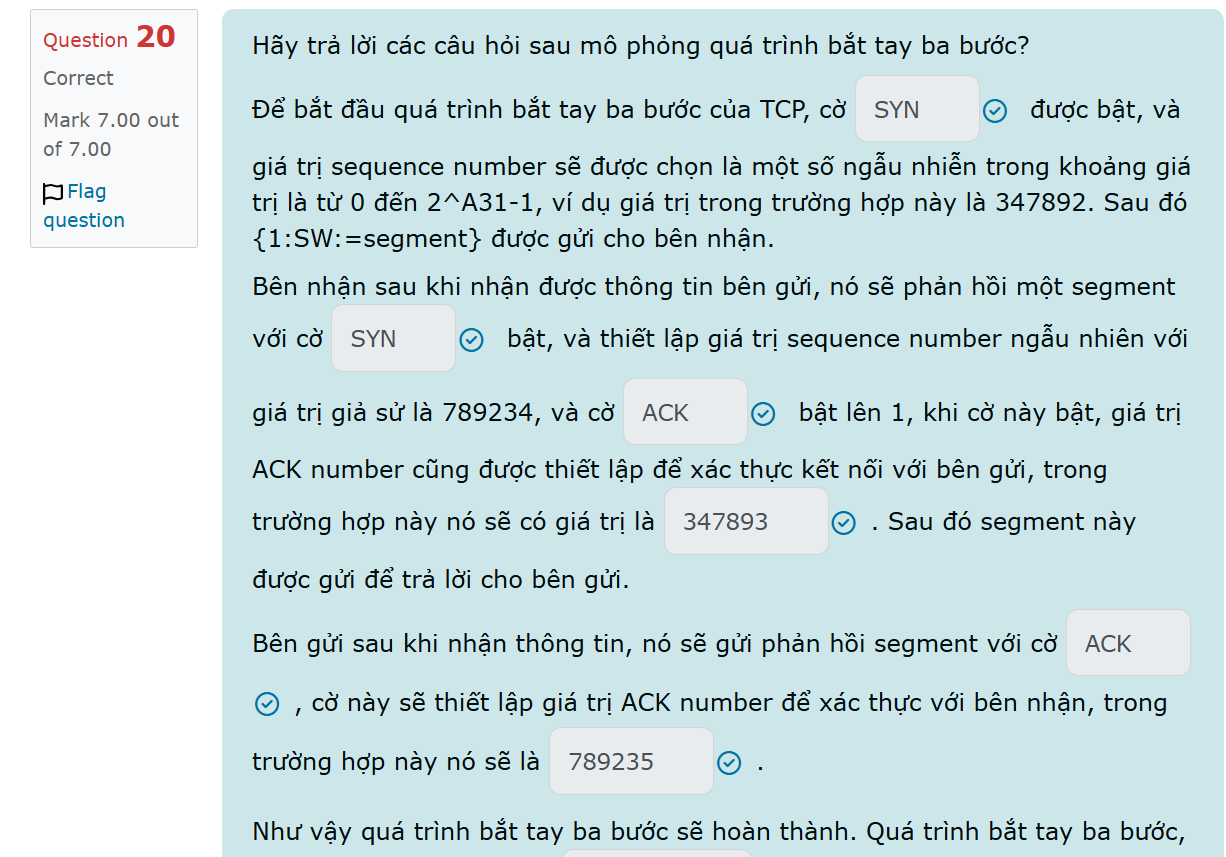 Question 20
Correct
Mark 7.00 out
of 7.00
Flag
question
Hãy trả lời các câu hỏi sau mô phỏng quá trình bắt tay ba bước?
Để bắt đầu quá trình bắt tay ba bước của TCP, cờ SYN được bật, và
giá trị sequence number sẽ được chọn là một số ngẫu nhiễn trong khoảng giá
trị là từ 0 đến 2^A31-1, ví dụ giá trị trong trường hợp này là 347892. Sau đó
{1:SW:=segment} được gửi cho bên nhận.
Bên nhận sau khi nhận được thông tin bên gửi, nó sẽ phản hồi một segment
với cờ SYN bật, và thiết lập giá trị sequence number ngẫu nhiên với
giá trị giả sử là 789234, và cờ ACK bật lên 1, khi cờ này bật, giá trị
ACK number cũng được thiết lập để xác thực kết nối với bên gửi, trong
trường hợp này nó sẽ có giá trị là 347893 . Sau đó segment này
được gửi để trả lời cho bên gửi.
Bên gửi sau khi nhận thông tin, nó sẽ gửi phản hồi segment với cờ ACK
, cờ này sẽ thiết lập giá trị ACK number để xác thực với bên nhận, trong
trường hợp này nó sẽ là 789235 .
Như vậy quá trình bắt tay ba bước sẽ hoàn thành. Quá trình bắt tay ba bước,